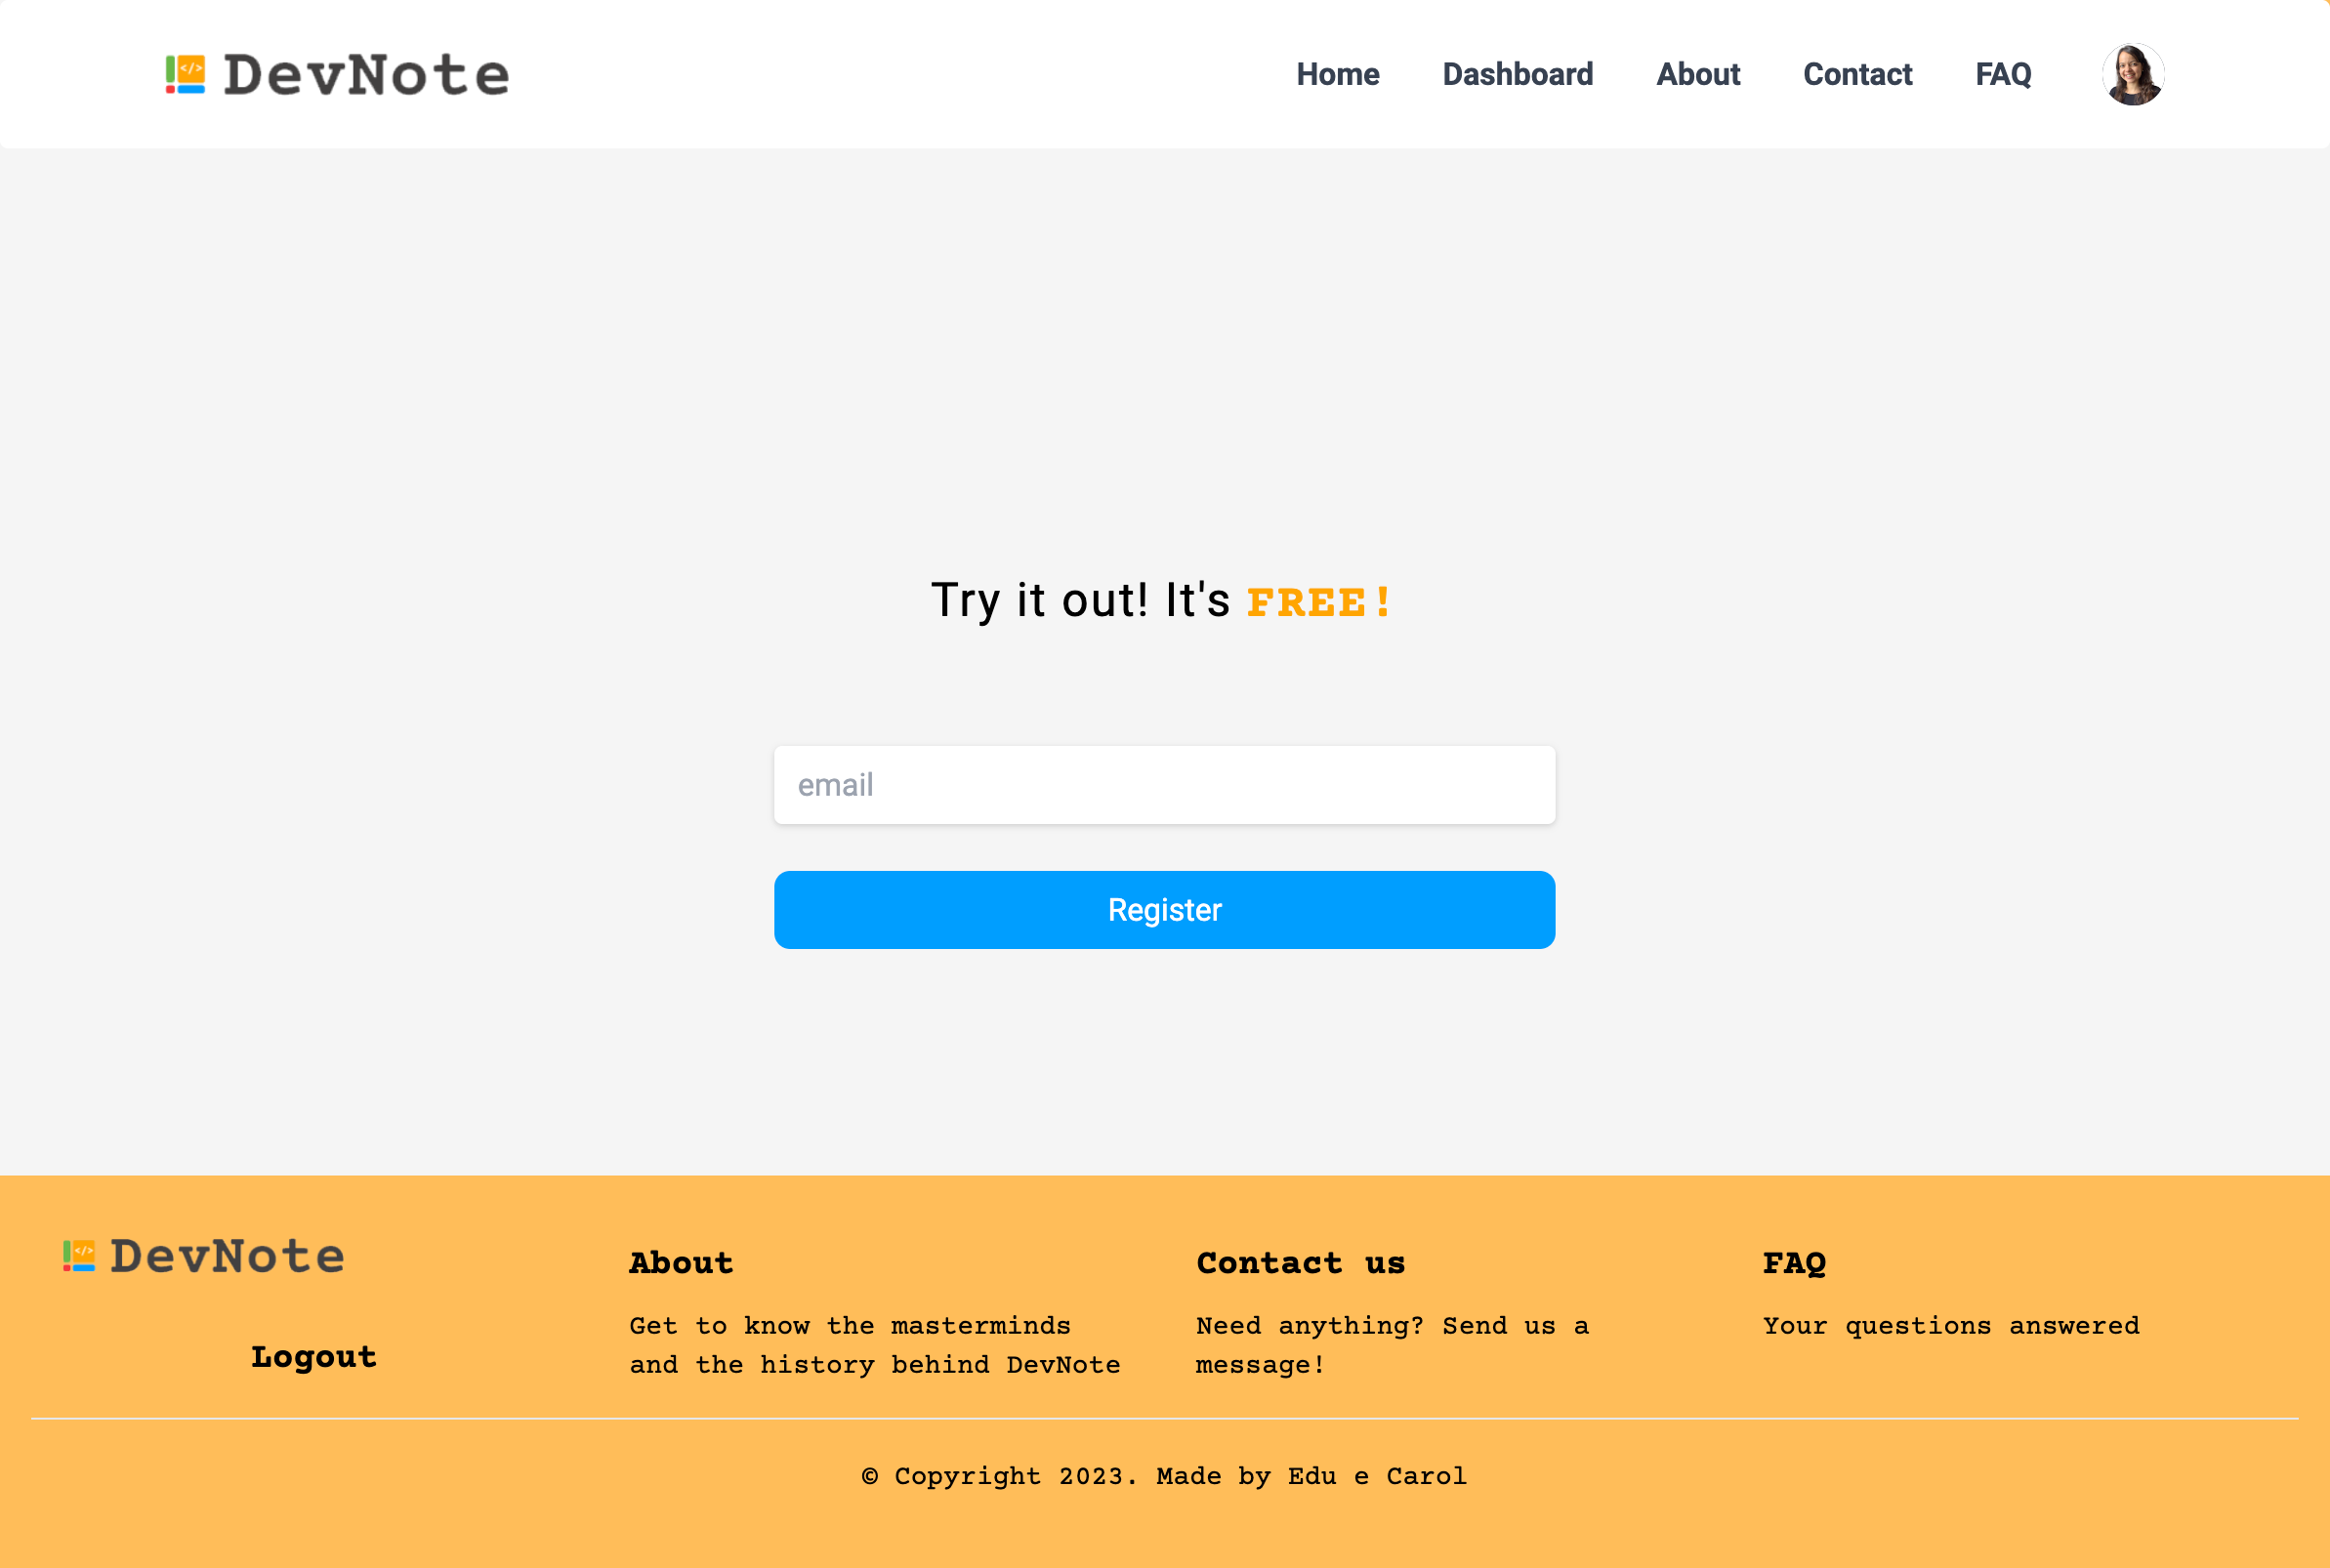 </> DevNote
Home Dashboard About Contact FAQ
Try it out! It's FREE!
email
Register
</> DevNote
Logout
About
Get to know the masterminds
and the history behind DevNote
Contact us
Need anything? Send us a
message!
FAQ
Your questions answered
© Copyright 2023. Made by Edu e Carol